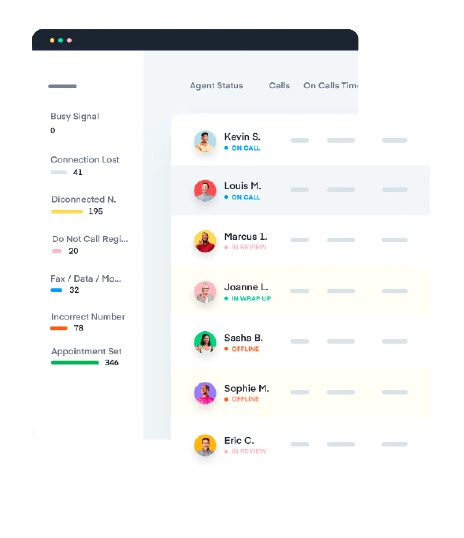 Agent Status Calls On Calls Time
Busy Signal
0
Connection Lost
41
Diconnected N.
195
Do Not Call Regi...
20
Fax / Data / Mo...
32
Incorrect Number
78
Appointment Set
346
Kevin S.
ON CALL
Louis M.
ON CALL
Marcus I.
IN REVIEW
Joanne L.
IN WRAP UP
Sasha B.
OFFLINE
Sophie M.
OFFLINE
Eric C.
IN REVIEW